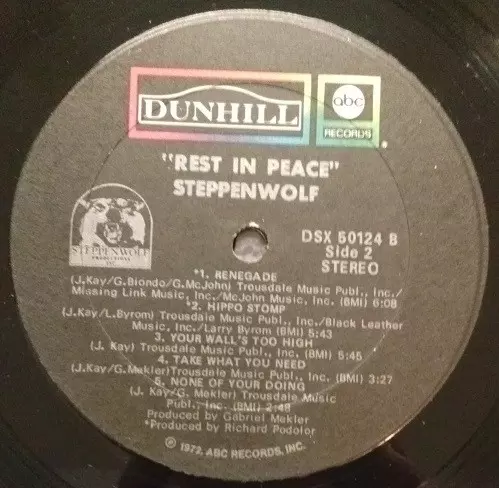 DUNHILL
abc
RECORDS
"REST IN PEACE"
STEPPENWOLF
STEPPENWOLF
DSX 50124 B
Side 2
STEREO
*1. RENEGADE
(J.Kay/G.Biondo/G.McJohn) Trousdale Music Publ., Inc./
Missing Link Music, Inc./McJohn Music, Inc. (BMI) 6:08
*2. HIPPO STOMP
(J.Kay/L.Byrom) Trousdale Music Publ., Inc./Black Leather
Music, Inc./Larry Byrom (BMI) 5:43
3. YOUR WALL'S TOO HIGH
(J. Kay) Trousdale Music Publ., Inc. (BMI) 5:45
4. TAKE WHAT YOU NEED
(J.Kay/G.Mekler) Trousdale Music Publ., Inc. (BMI) 3:27
5. NONE OF YOUR DOING
(J. Kay/G. Mekler) Trousdale Music
Publ., Inc. (BMI) 2:48
Produced by Gabriel Mekler
*Produced by Richard Podolor
℗ 1972, ABC RECORDS, INC.